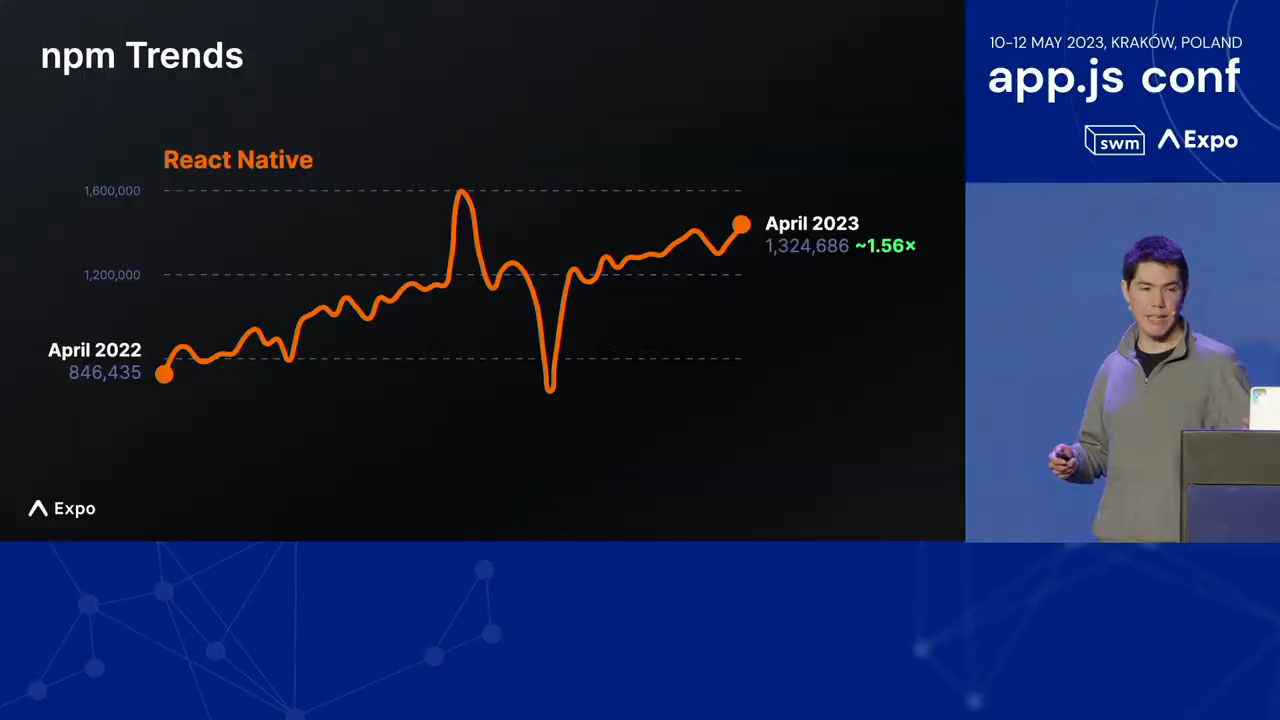 npm Trends
React Native
1,600,000
1,200,000
April 2022
846,435
April 2023
1,324,686 ~1.56×
Expo
10–12 MAY 2023, KRAKÓW, POLAND
app.js conf
swm Expo